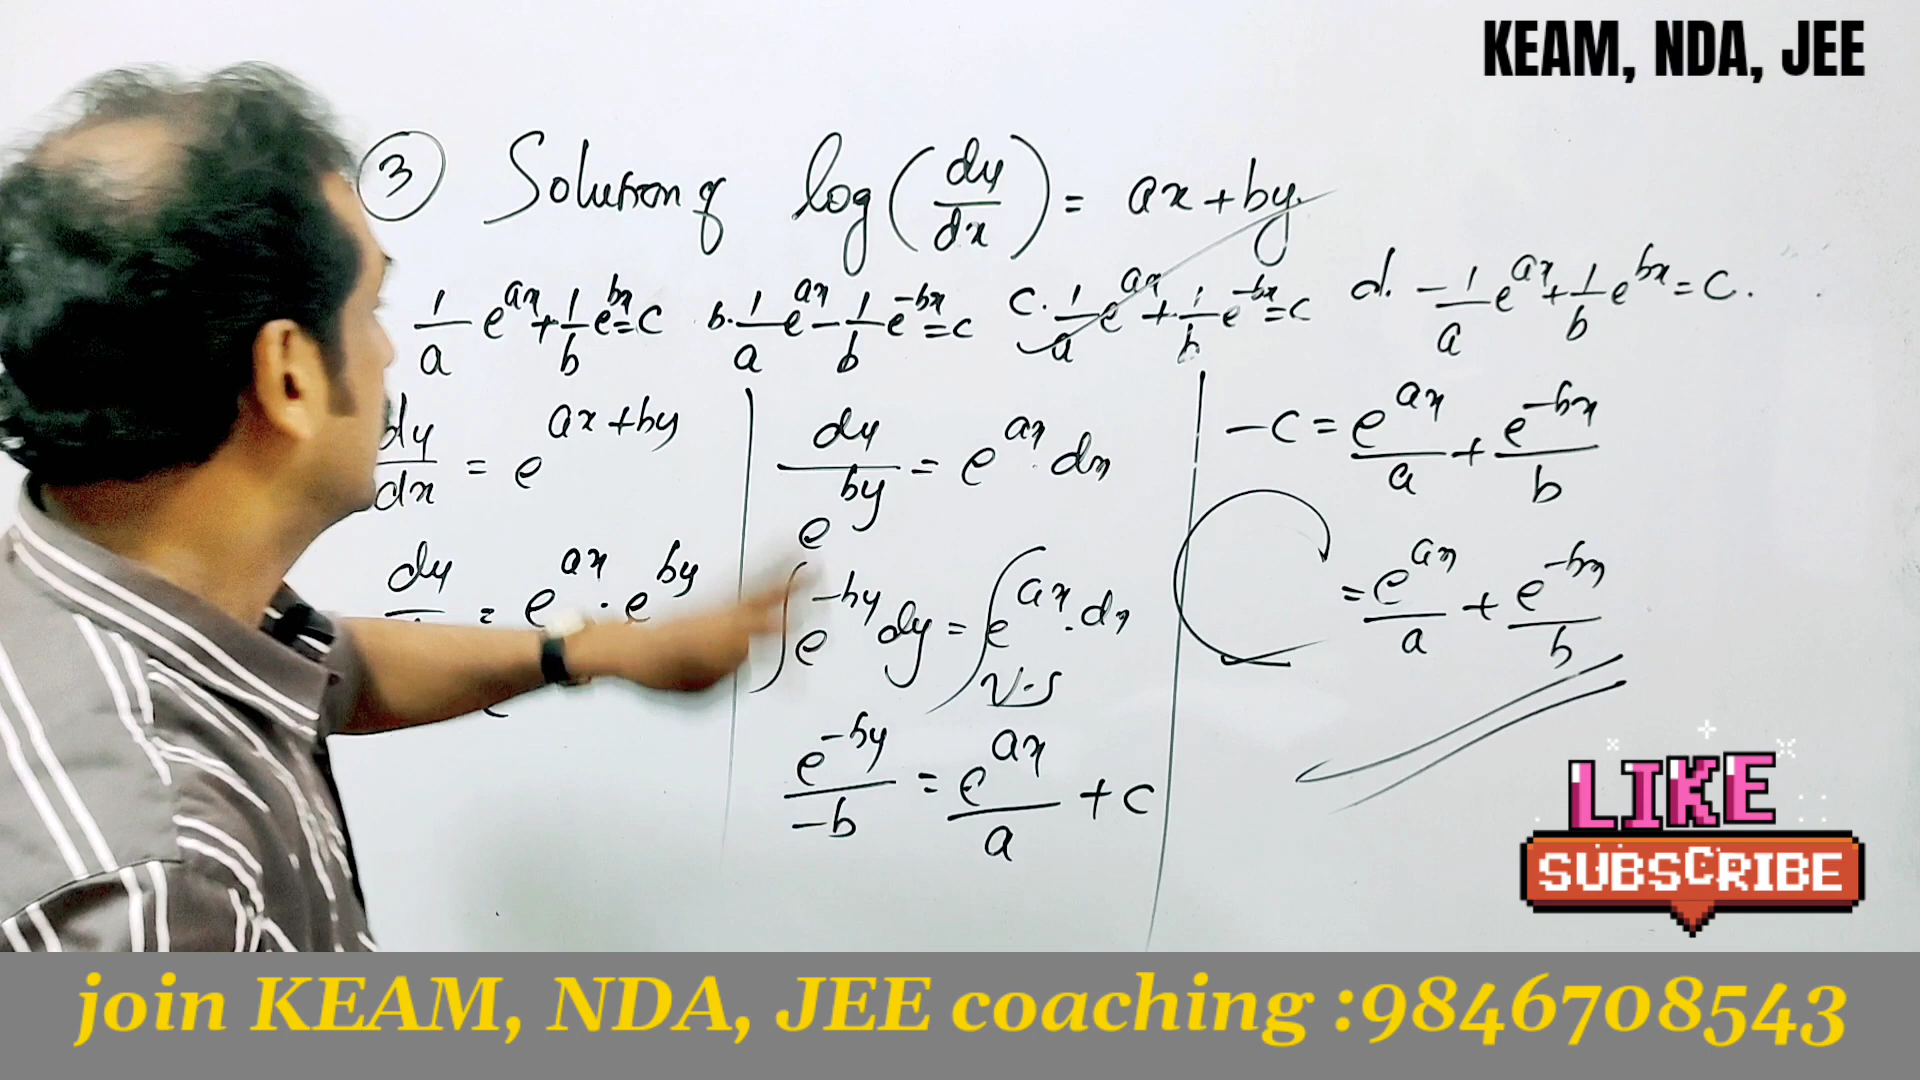 KEAM, NDA, JEE
③ Solution of log(dy/dx) = ax+by.
1/a e^ax + 1/b e^bx = c b. 1/a e^ax - 1/b e^-bx = c C. 1/a e^ax + 1/b e^-bx = c d. -1/a e^ax + 1/b e^bx = c.
dy/dx = e^ax+by
dy = e^ax . e^by
dy/e^by = e^ax . dx
∫e^-by dy = ∫e^ax . dx
V.S
e^-by/-b = e^ax/a + c
-c = e^ax/a + e^-bx/b
C = e^ax/a + e^-bx/b
LIKE
SUBSCRIBE
join KEAM, NDA, JEE coaching :9846708543